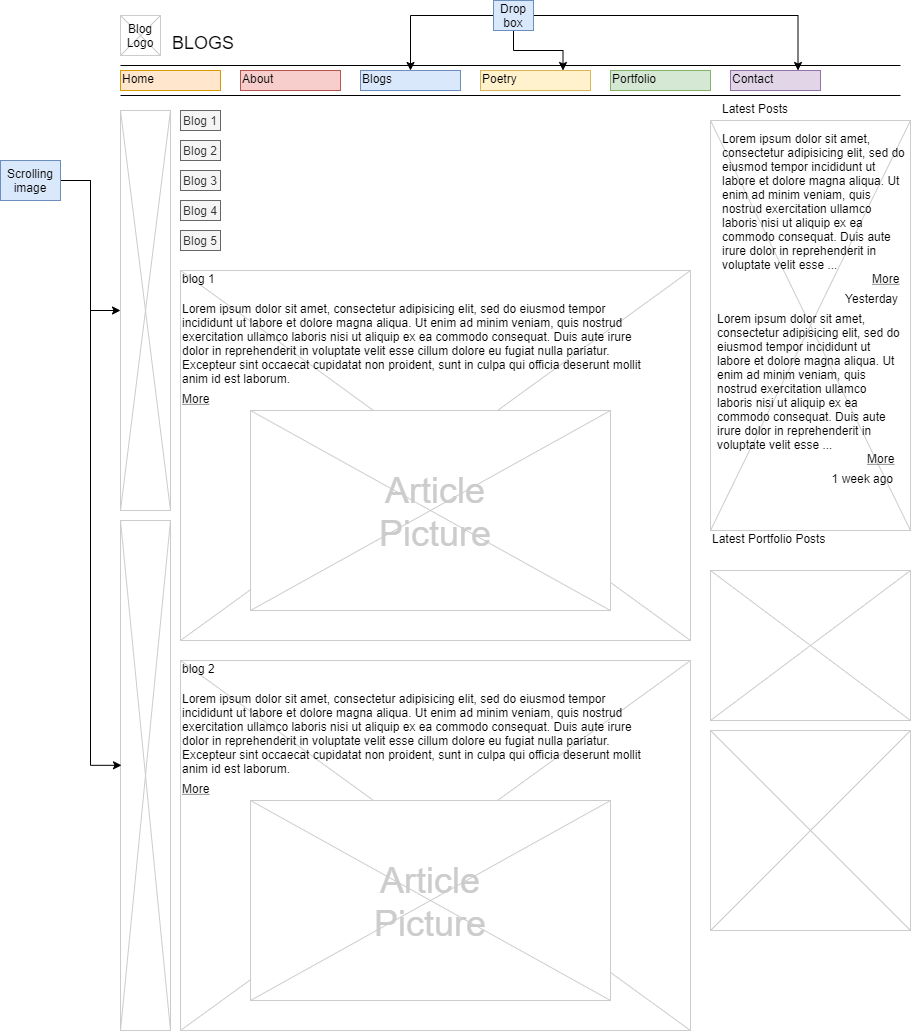 Drop
box
Blog
Logo
BLOGS
Home
About
Blogs
Poetry
Portfolio
Contact
Scrolling
image
Blog 1
Blog 2
Blog 3
Blog 4
Blog 5
blog 1
Lorem ipsum dolor sit amet, consectetur adipisicing elit, sed do eiusmod tempor
incididunt ut labore et dolore magna aliqua. Ut enim ad minim veniam, quis nostrud
exercitation ullamco laboris nisi ut aliquip ex ea commodo consequat. Duis aute irure
dolor in reprehenderit in voluptate velit esse cillum dolore eu fugiat nulla pariatur.
Excepteur sint occaecat cupidatat non proident, sunt in culpa qui officia deserunt mollit
anim id est laborum.
More
Article
Picture
blog 2
Lorem ipsum dolor sit amet, consectetur adipisicing elit, sed do eiusmod tempor
incididunt ut labore et dolore magna aliqua. Ut enim ad minim veniam, quis nostrud
exercitation ullamco laboris nisi ut aliquip ex ea commodo consequat. Duis aute irure
dolor in reprehenderit in voluptate velit esse cillum dolore eu fugiat nulla pariatur.
Excepteur sint occaecat cupidatat non proident, sunt in culpa qui officia deserunt mollit
anim id est laborum.
More
Article
Picture
Latest Posts
Lorem ipsum dolor sit amet,
consectetur adipisicing elit, sed do
eiusmod tempor incididunt ut
labore et dolore magna aliqua. Ut
enim ad minim veniam, quis
nostrud exercitation ullamco
laboris nisi ut aliquip ex ea
commodo consequat. Duis aute
irure dolor in reprehenderit in
voluptate velit esse ...
More
Yesterday
Lorem ipsum dolor sit amet,
consectetur adipisicing elit, sed do
eiusmod tempor incididunt ut
labore et dolore magna aliqua. Ut
enim ad minim veniam, quis
nostrud exercitation ullamco
laboris nisi ut aliquip ex ea
commodo consequat. Duis aute
irure dolor in reprehenderit in
voluptate velit esse ...
More
1 week ago
Latest Portfolio Posts